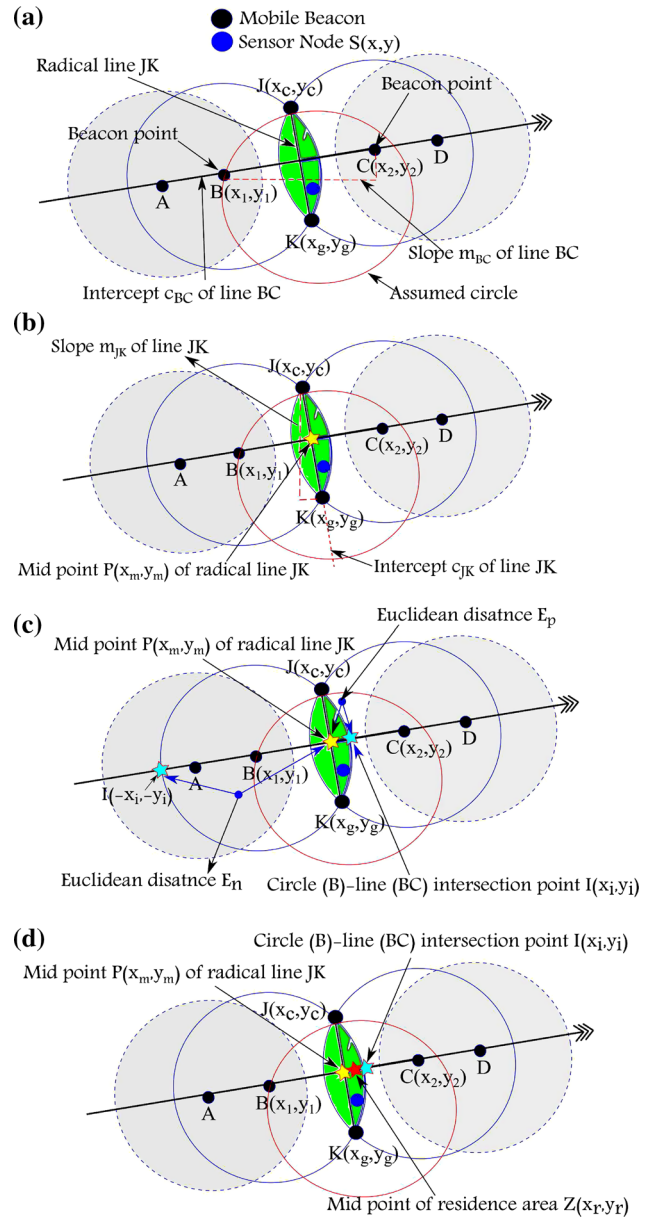 (a)
Mobile Beacon
Sensor Node S(x,y)
Radical line JK
J(xc,yc)
Beacon point
Beacon point
C(x2,y2)
D
A
B(x1,y1)
K(xg,yg)
Slope mBC of line BC
Intercept cBC of line BC
Assumed circle
(b)
Slope mJK of line JK
J(xc,yc)
C(x2,y2)
D
B(x1,y1)
A
K(xg,yg)
Mid point P(xm,ym) of radical line JK
Intercept cJK of line JK
(c)
Euclidean disatnce Ep
Mid point P(xm,ym) of radical line JK
J(xc,yc)
C(x2,y2)
D
B(x1,y1)
A
I(-xi,-yi)
K(xg,yg)
Euclidean disatnce En
Circle (B)-line (BC) intersection point I(xi,yi)
(d)
Circle (B)-line (BC) intersection point I(xi,yi)
Mid point P(xm,ym) of radical line JK
J(xc,yc)
C(x2,y2)
D
B(x1,y1)
A
K(xg,yg)
Mid point of residence area Z(xr,yr)